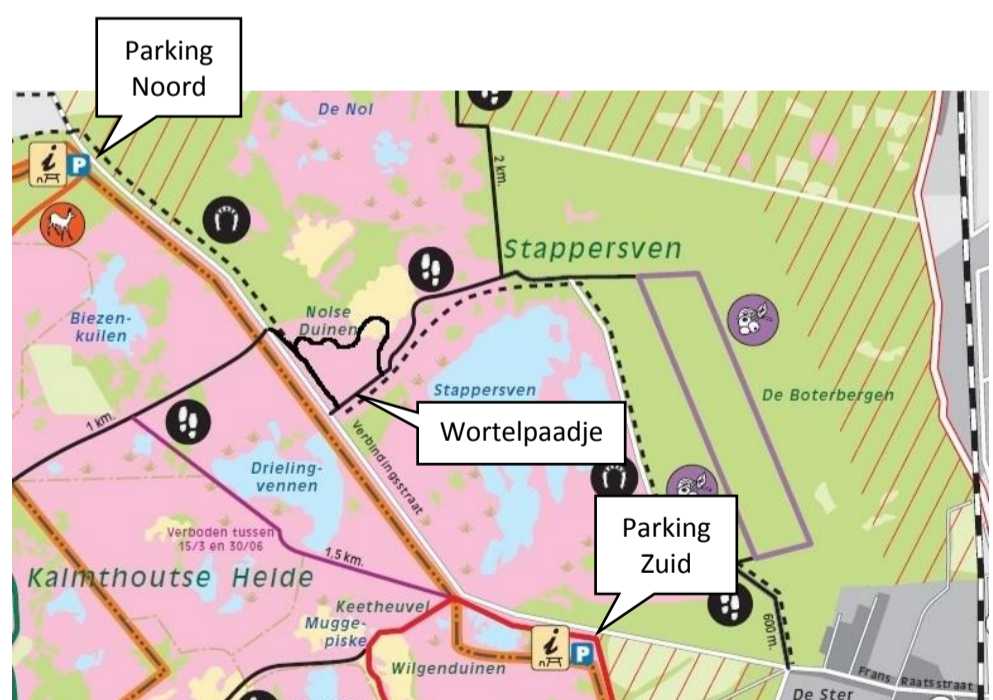 Parking
Noord
De Nol
i
P
2 km.
Stappersven
Nolse
Duinen
Biezen-
kuilen
Stappersven
De Boterbergen
Wortelpaadje
1 km.
Verbindingsstraat
Drieling-
vennen
Parking
Zuid
Verboden tussen
15/3 en 30/06
1,5 km.
Kalmthoutse Heide
Keetheuvel
Mugge-
piske
600 m.
i
P
Wilgenduinen
Frans Raatsstraat
De Ster